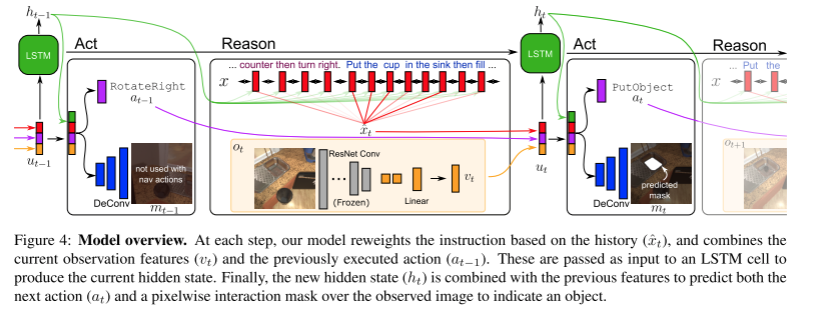 h_{t−1}
h_t
LSTM
Act
Reason
LSTM
Act
Reason
... counter then turn right. Put the cup in the sink then fill ...
... Put the
RotateRight
a_{t−1}
x
PutObject
a_t
x
x_t
u_{t−1}
o_t
ResNet Conv
...
(Frozen)
Linear
v_t
u_t
o_{t+1}
not used with
nav actions
DeConv
m_{t−1}
predicted
mask
DeConv
m_t
Figure 4: Model overview. At each step, our model reweights the instruction based on the history (x̂_t), and combines the
current observation features (v_t) and the previously executed action (a_{t−1}). These are passed as input to an LSTM cell to
produce the current hidden state. Finally, the new hidden state (h_t) is combined with the previous features to predict both the
next action (a_t) and a pixelwise interaction mask over the observed image to indicate an object.